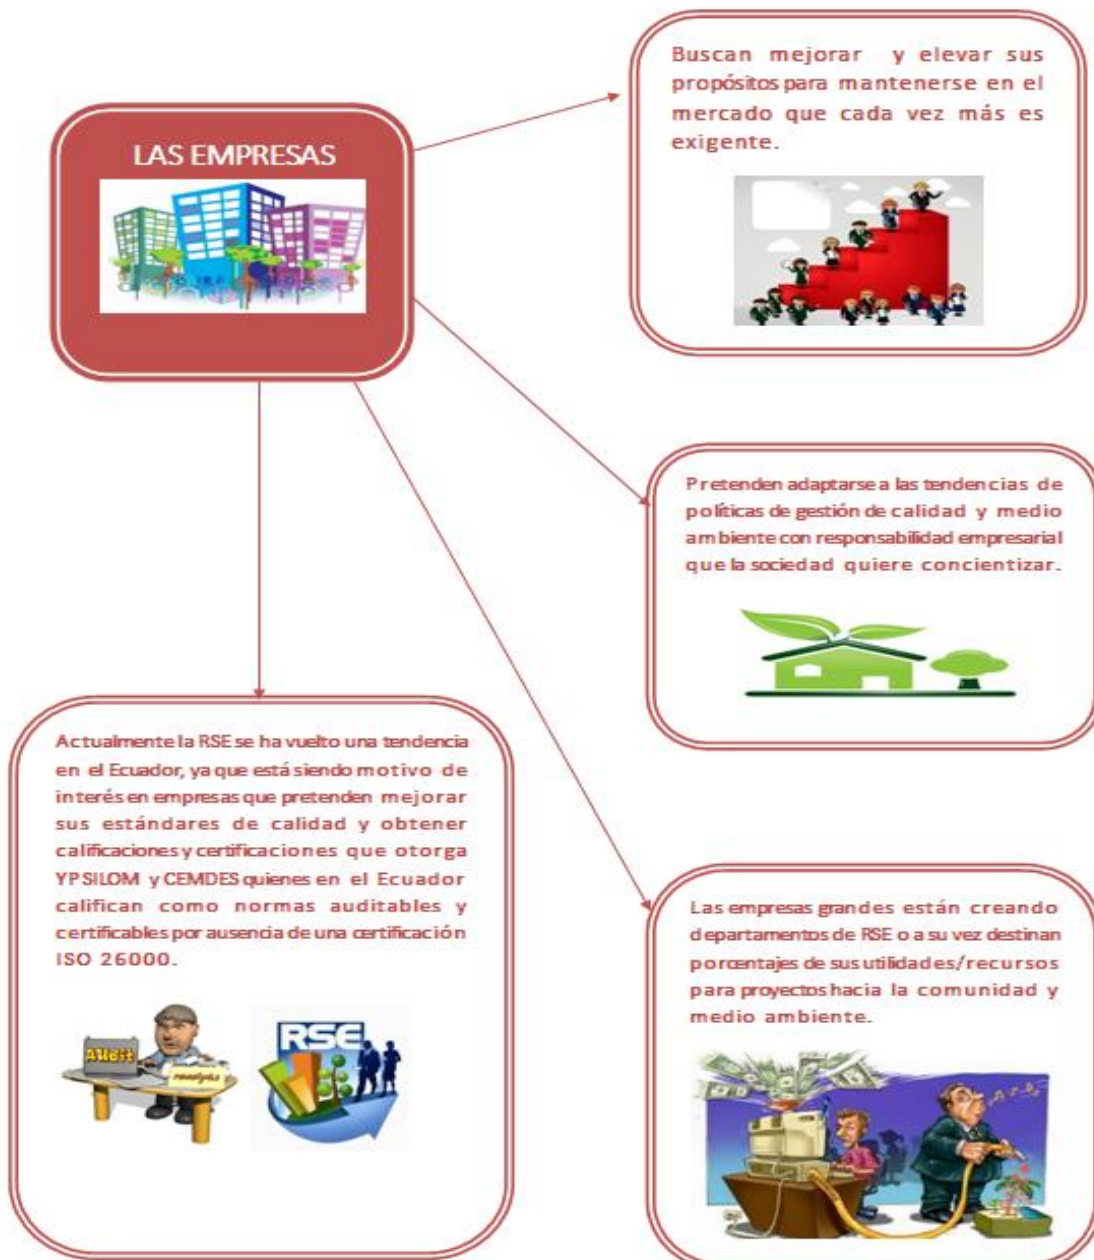 LAS EMPRESAS
Buscan mejorar y elevar sus
propósitos para mantenerse en el
mercado que cada vez más es
exigente.
Pretenden adaptarse a las tendencias de
políticas de gestión de calidad y medio
ambiente con responsabilidad empresarial
que la sociedad quiere concientizar.
Actualmente la RSE se ha vuelto una tendencia
en el Ecuador, ya que está siendo motivo de
interés en empresas que pretenden mejorar
sus estándares de calidad y obtener
calificaciones y certificaciones que otorga
YPSILOM y CEMDES quienes en el Ecuador
califican como normas auditables y
certificables por ausencia de una certificación
ISO 26000.
Audit
RSE
Las empresas grandes están creando
departamentos de RSE o a su vez destinan
porcentajes de sus utilidades/recursos
para proyectos hacia la comunidad y
medio ambiente.